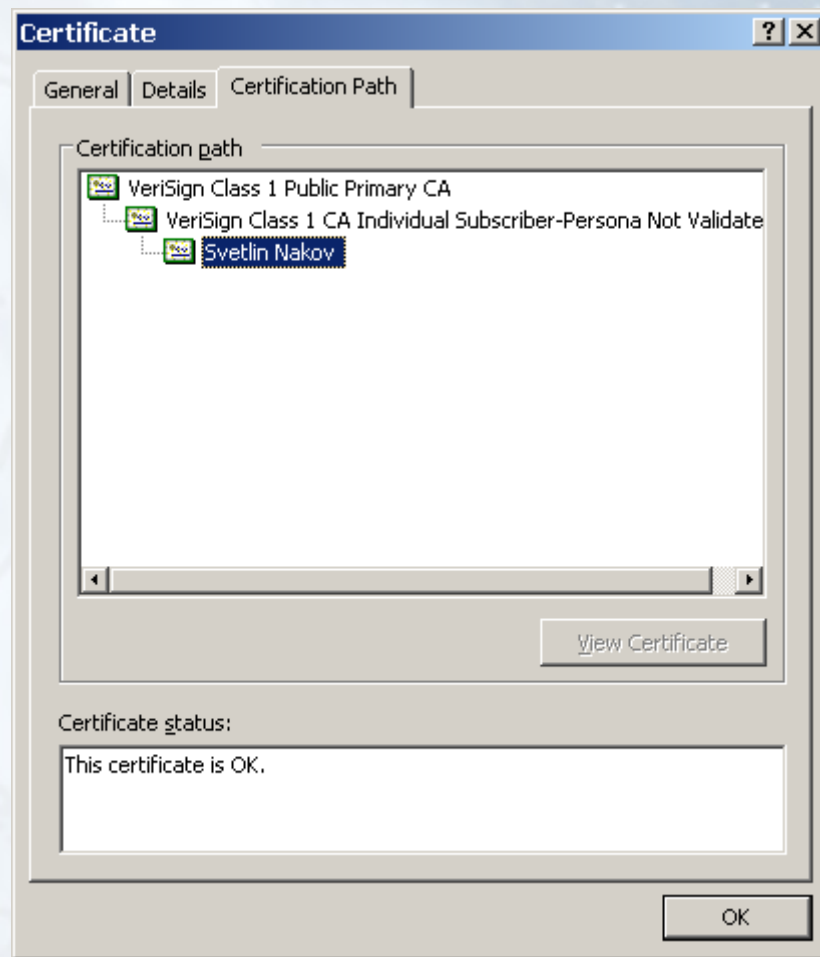 Certificate
General Details Certification Path
Certification path
VeriSign Class 1 Public Primary CA
VeriSign Class 1 CA Individual Subscriber-Persona Not Validate
Svetlin Nakov
View Certificate
Certificate status:
This certificate is OK.
OK